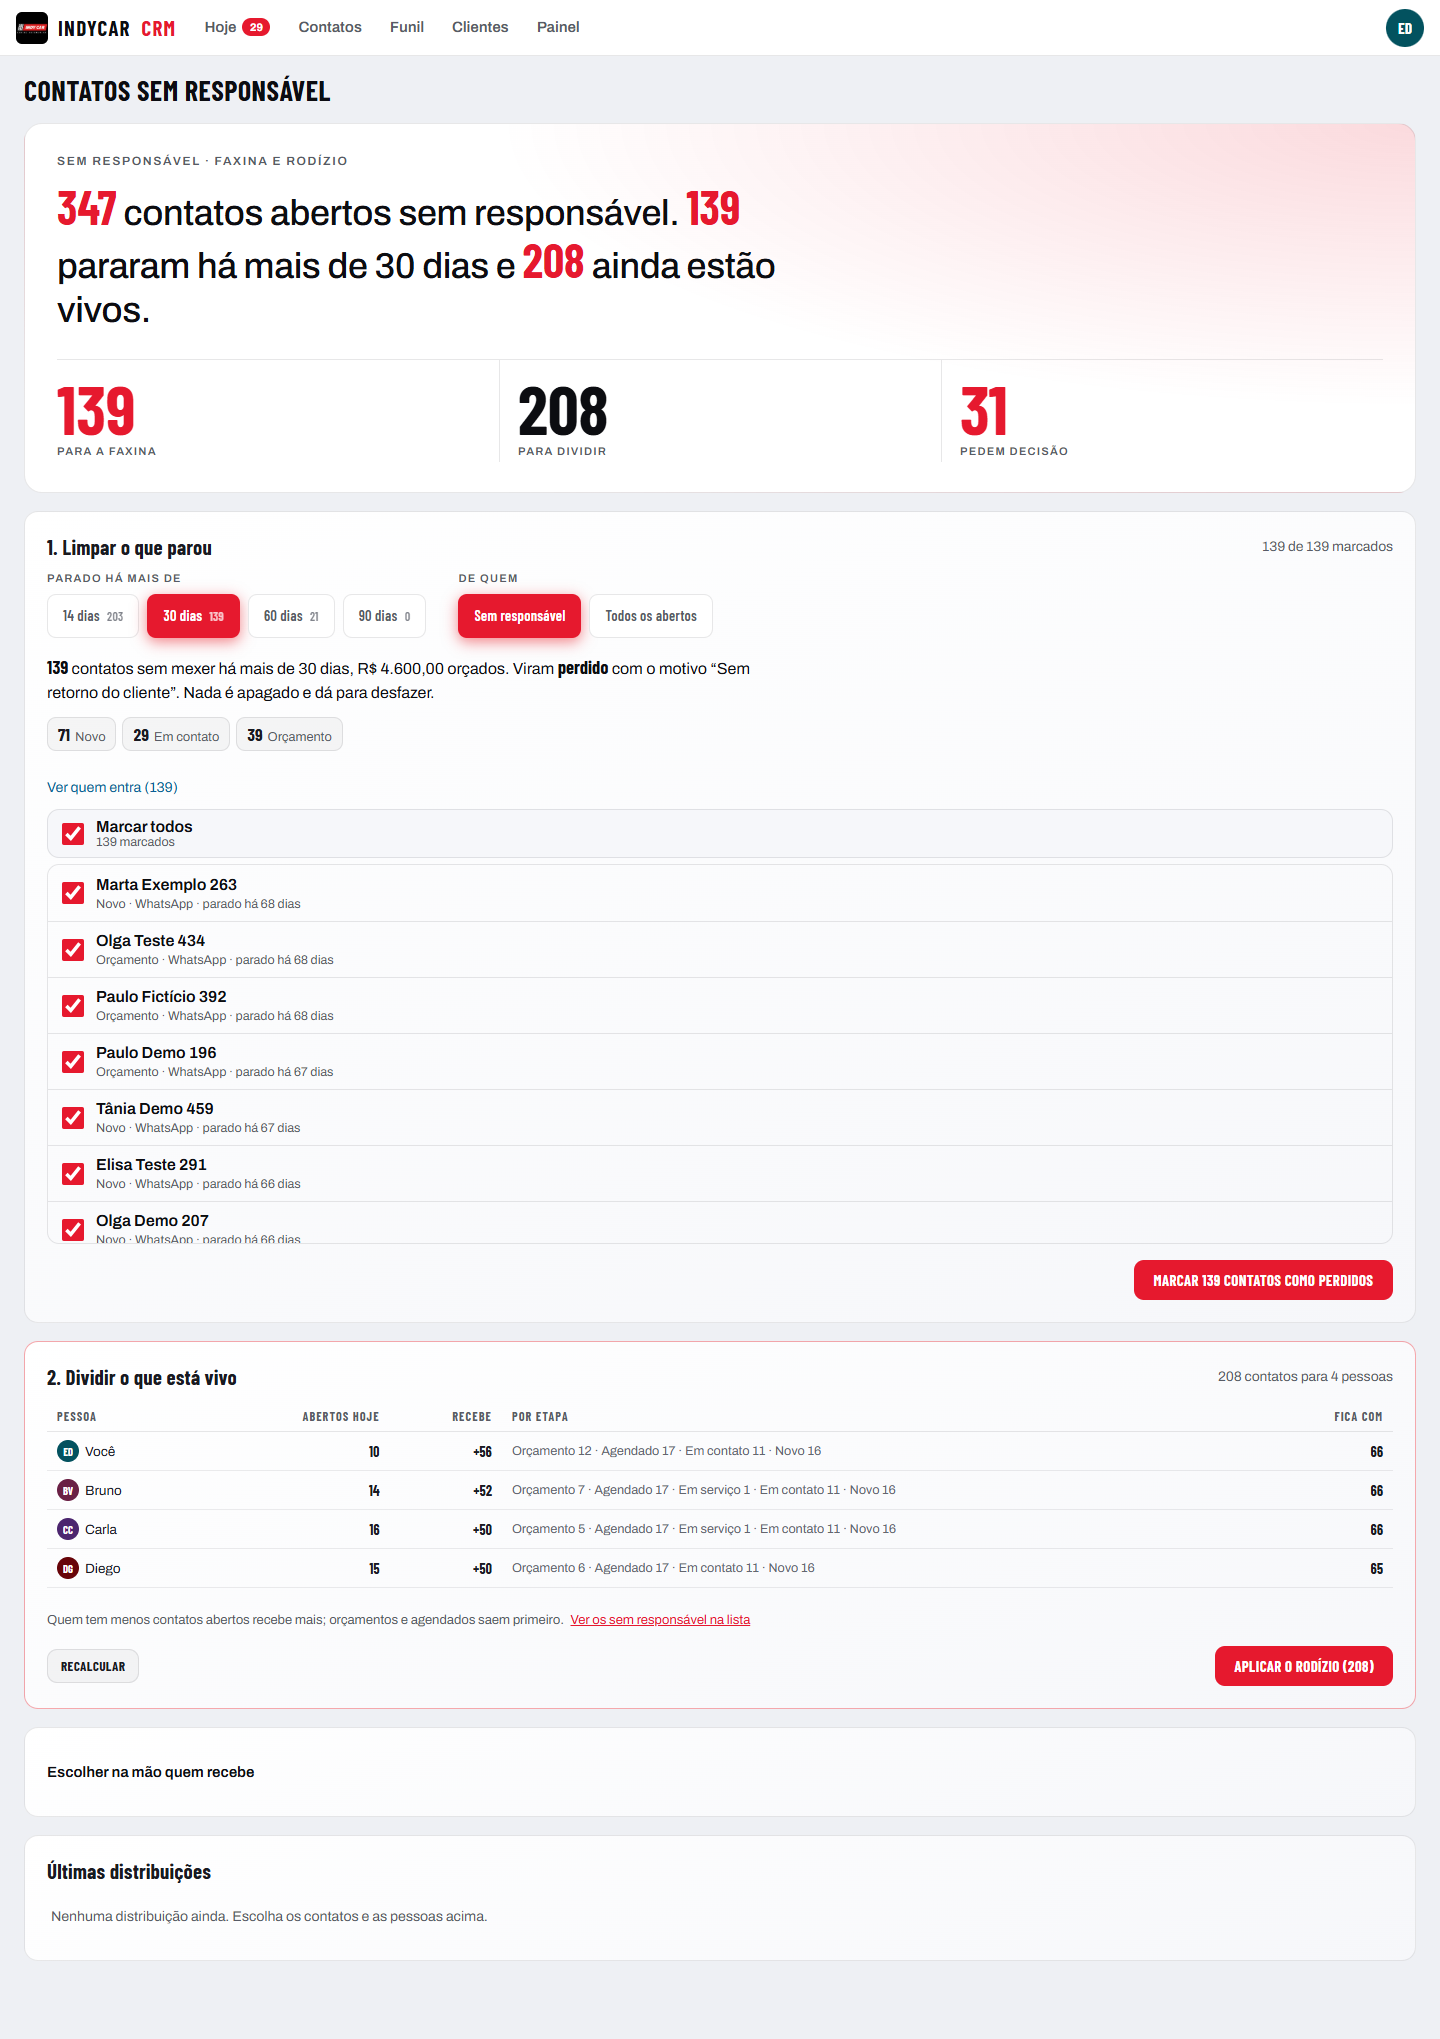 INDYCAR CRM
Hoje 29
Contatos
Funil
Clientes
Painel
ED
CONTATOS SEM RESPONSÁVEL
SEM RESPONSÁVEL · FAXINA E RODÍZIO
347 contatos abertos sem responsável. 139
pararam há mais de 30 dias e 208 ainda estão
vivos.
139
PARA A FAXINA
208
PARA DIVIDIR
31
PEDEM DECISÃO
1. Limpar o que parou
139 de 139 marcados
PARADO HÁ MAIS DE
DE QUEM
14 dias 203
30 dias 139
60 dias 21
90 dias 0
Sem responsável
Todos os abertos
139 contatos sem mexer há mais de 30 dias, R$ 4.600,00 orçados. Viram perdido com o motivo “Sem
retorno do cliente”. Nada é apagado e dá para desfazer.
71 Novo
29 Em contato
39 Orçamento
Ver quem entra (139)
Marcar todos
139 marcados
Marta Exemplo 263
Novo · WhatsApp · parado há 68 dias
Olga Teste 434
Orçamento · WhatsApp · parado há 68 dias
Paulo Fictício 392
Orçamento · WhatsApp · parado há 68 dias
Paulo Demo 196
Orçamento · WhatsApp · parado há 67 dias
Tânia Demo 459
Novo · WhatsApp · parado há 67 dias
Elisa Teste 291
Novo · WhatsApp · parado há 66 dias
Olga Demo 207
Novo · WhatsApp · parado há 66 dias
MARCAR 139 CONTATOS COMO PERDIDOS
2. Dividir o que está vivo
208 contatos para 4 pessoas
PESSOA ABERTOS HOJE RECEBE POR ETAPA FICA COM
ED Você 10 +56 Orçamento 12 · Agendado 17 · Em contato 11 · Novo 16 66
BV Bruno 14 +52 Orçamento 7 · Agendado 17 · Em serviço 1 · Em contato 11 · Novo 16 66
CC Carla 16 +50 Orçamento 5 · Agendado 17 · Em serviço 1 · Em contato 11 · Novo 16 66
DG Diego 15 +50 Orçamento 6 · Agendado 17 · Em contato 11 · Novo 16 65
Quem tem menos contatos abertos recebe mais; orçamentos e agendados saem primeiro. Ver os sem responsável na lista
RECALCULAR
APLICAR O RODÍZIO (208)
Escolher na mão quem recebe
Últimas distribuições
Nenhuma distribuição ainda. Escolha os contatos e as pessoas acima.